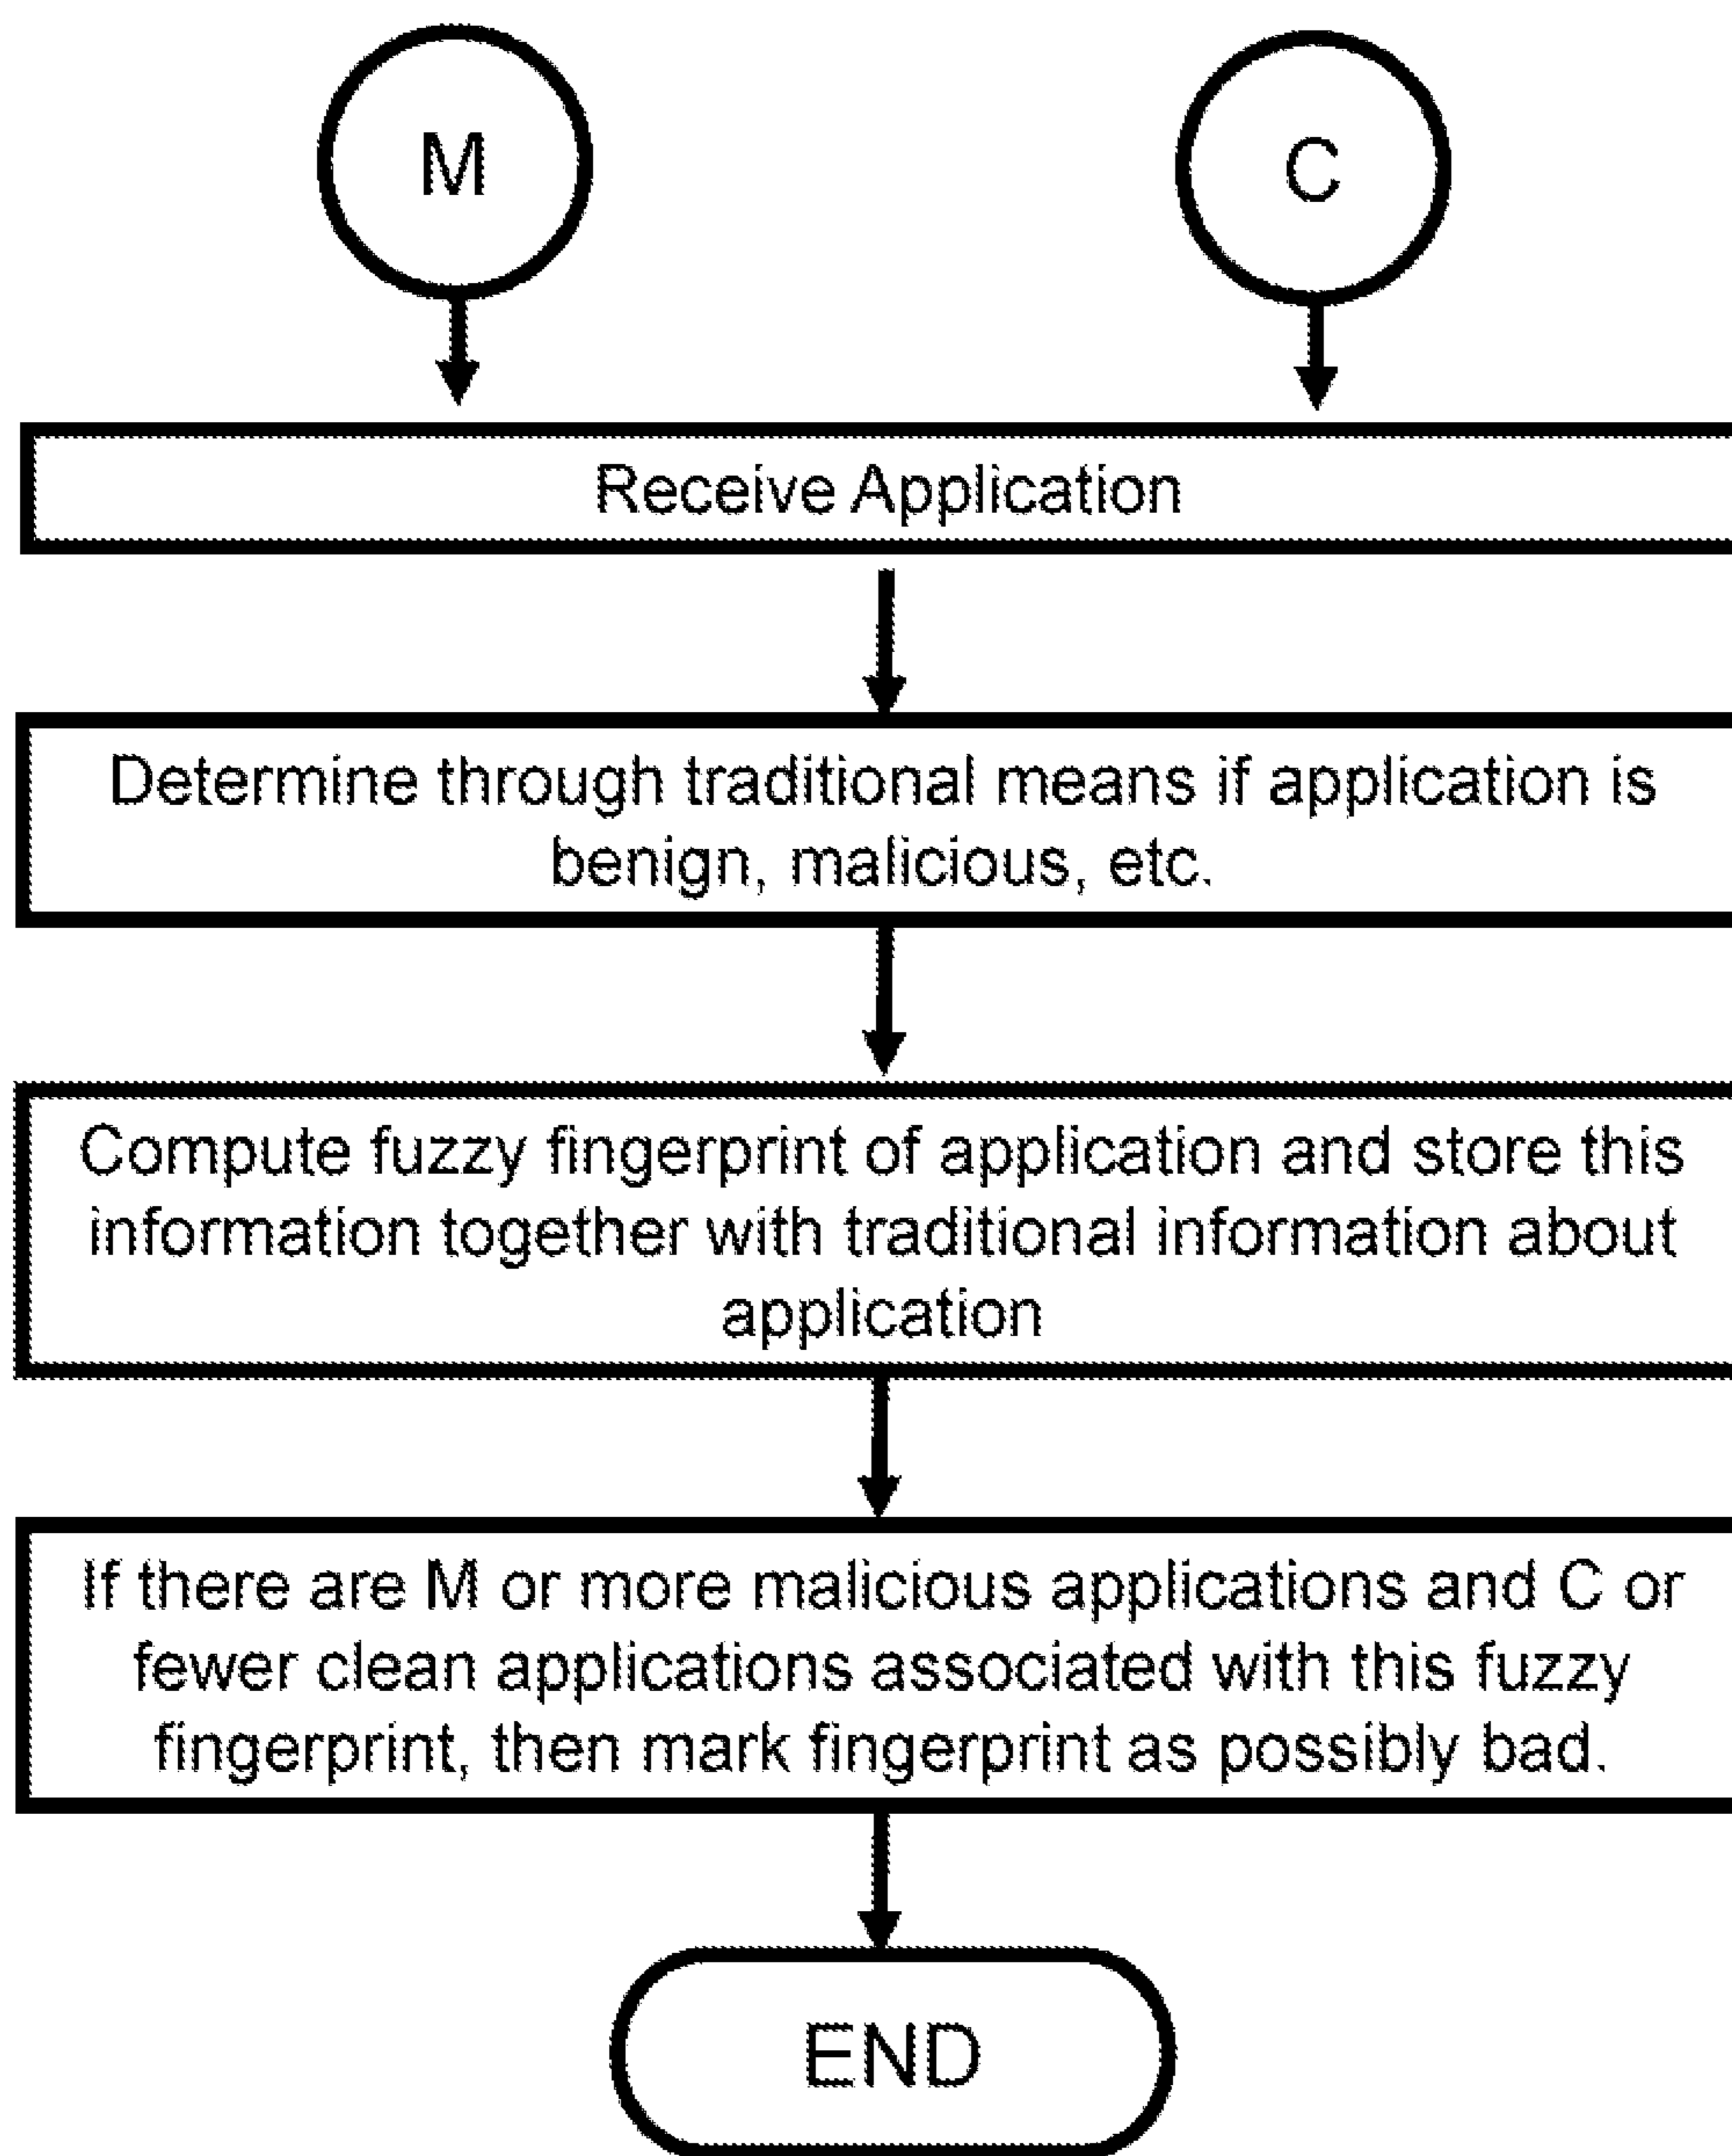 M
C
Receive Application
Determine through traditional means if application is
benign, malicious, etc.
Compute fuzzy fingerprint of application and store this
information together with traditional information about
application
If there are M or more malicious applications and C or
fewer clean applications associated with this fuzzy
fingerprint, then mark fingerprint as possibly bad.
END